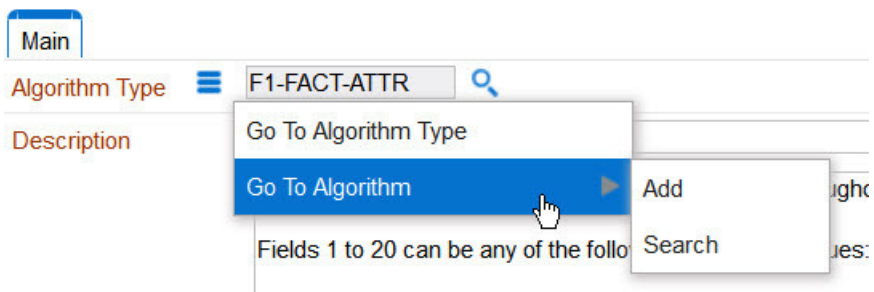 Main
Algorithm Type F1-FACT-ATTR
Go To Algorithm Type
Description
Go To Algorithm
Add
Fields 1 to 20 can be any of the
Search